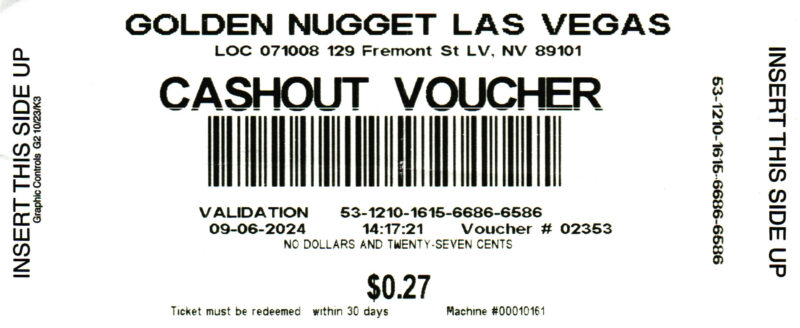 GOLDEN NUGGET LAS VEGAS
LOC 071008 129 Fremont St LV, NV 89101
CASHOUT VOUCHER
INSERT THIS SIDE UP
Graphic Controls G2 10/23/K3
VALIDATION 53-1210-1615-6686-6586
09-06-2024 14:17:21 Voucher # 02353
NO DOLLARS AND TWENTY-SEVEN CENTS
$0.27
Ticket must be redeemed within 30 days Machine #00010161
53-1210-1615-6686-6586
INSERT THIS SIDE UP